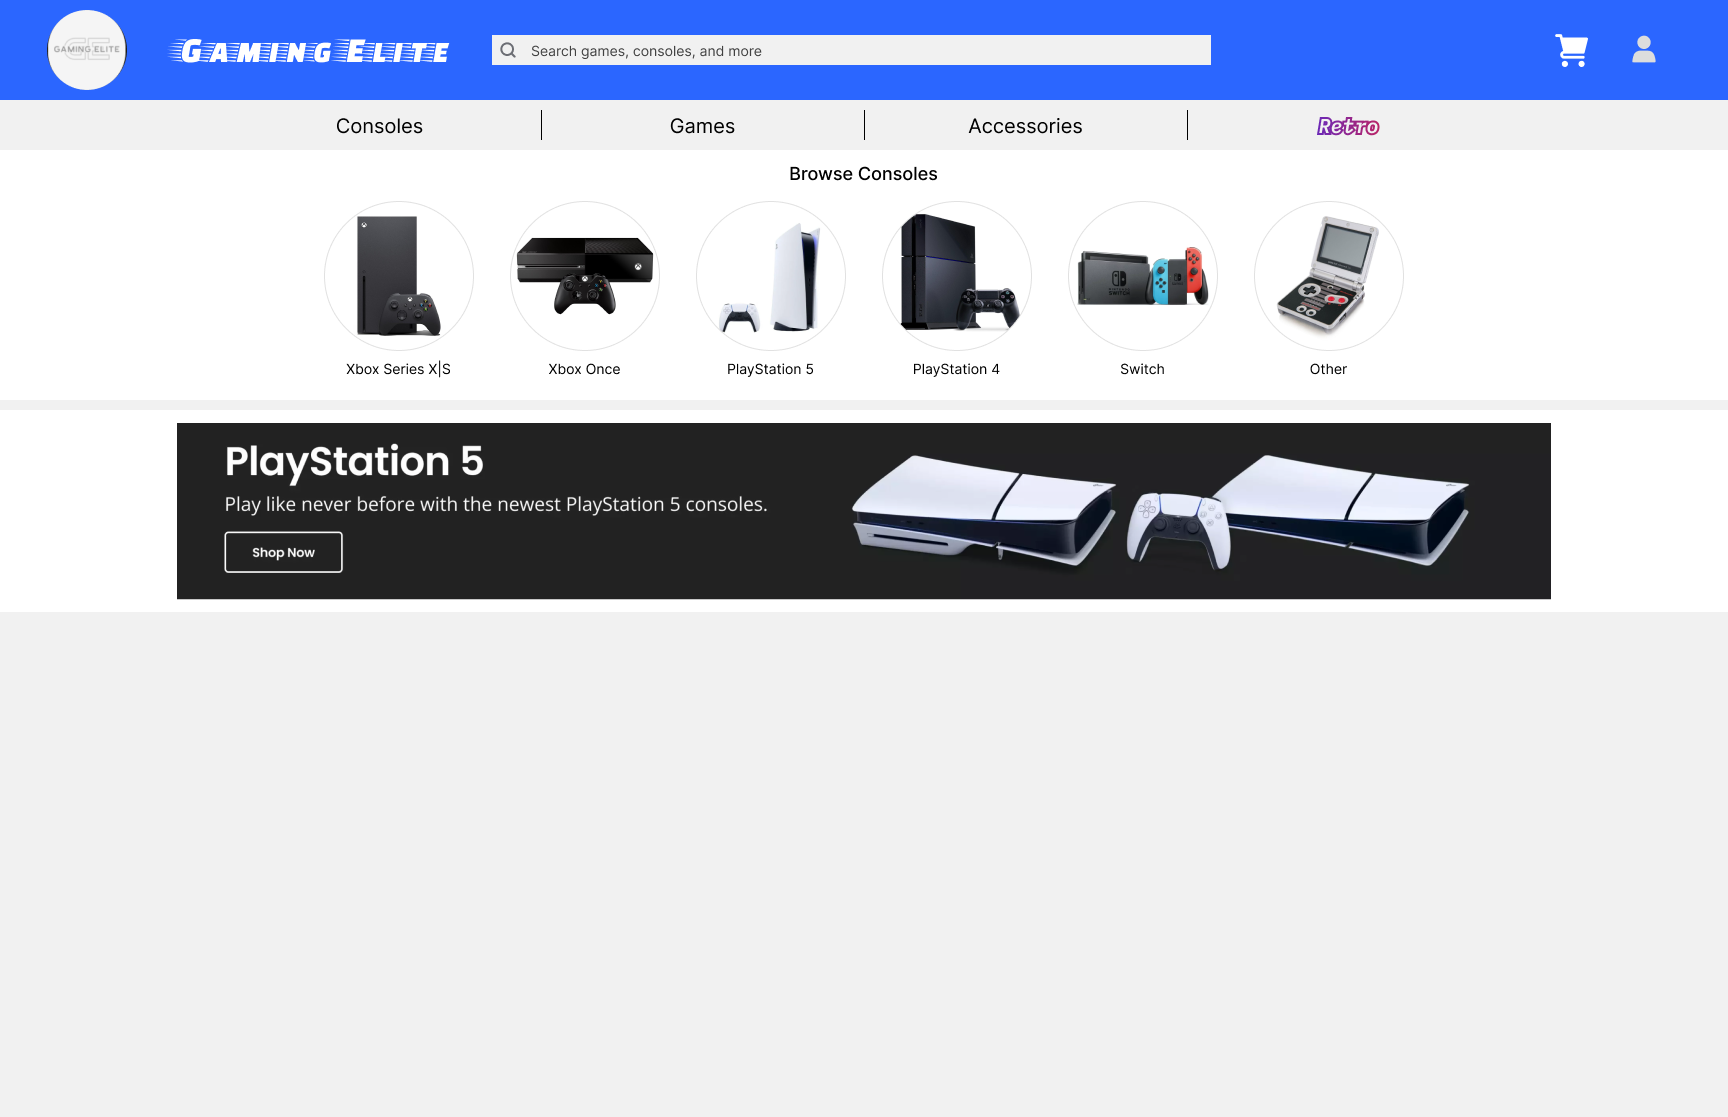 GAMING ELITE
GAMING ELITE
Search games, consoles, and more
Consoles
Games
Accessories
Retro
Browse Consoles
Xbox Series X|S
Xbox Once
PlayStation 5
PlayStation 4
Switch
Other
NINTENDO
SWITCH
PlayStation 5
Play like never before with the newest PlayStation 5 consoles.
Shop Now